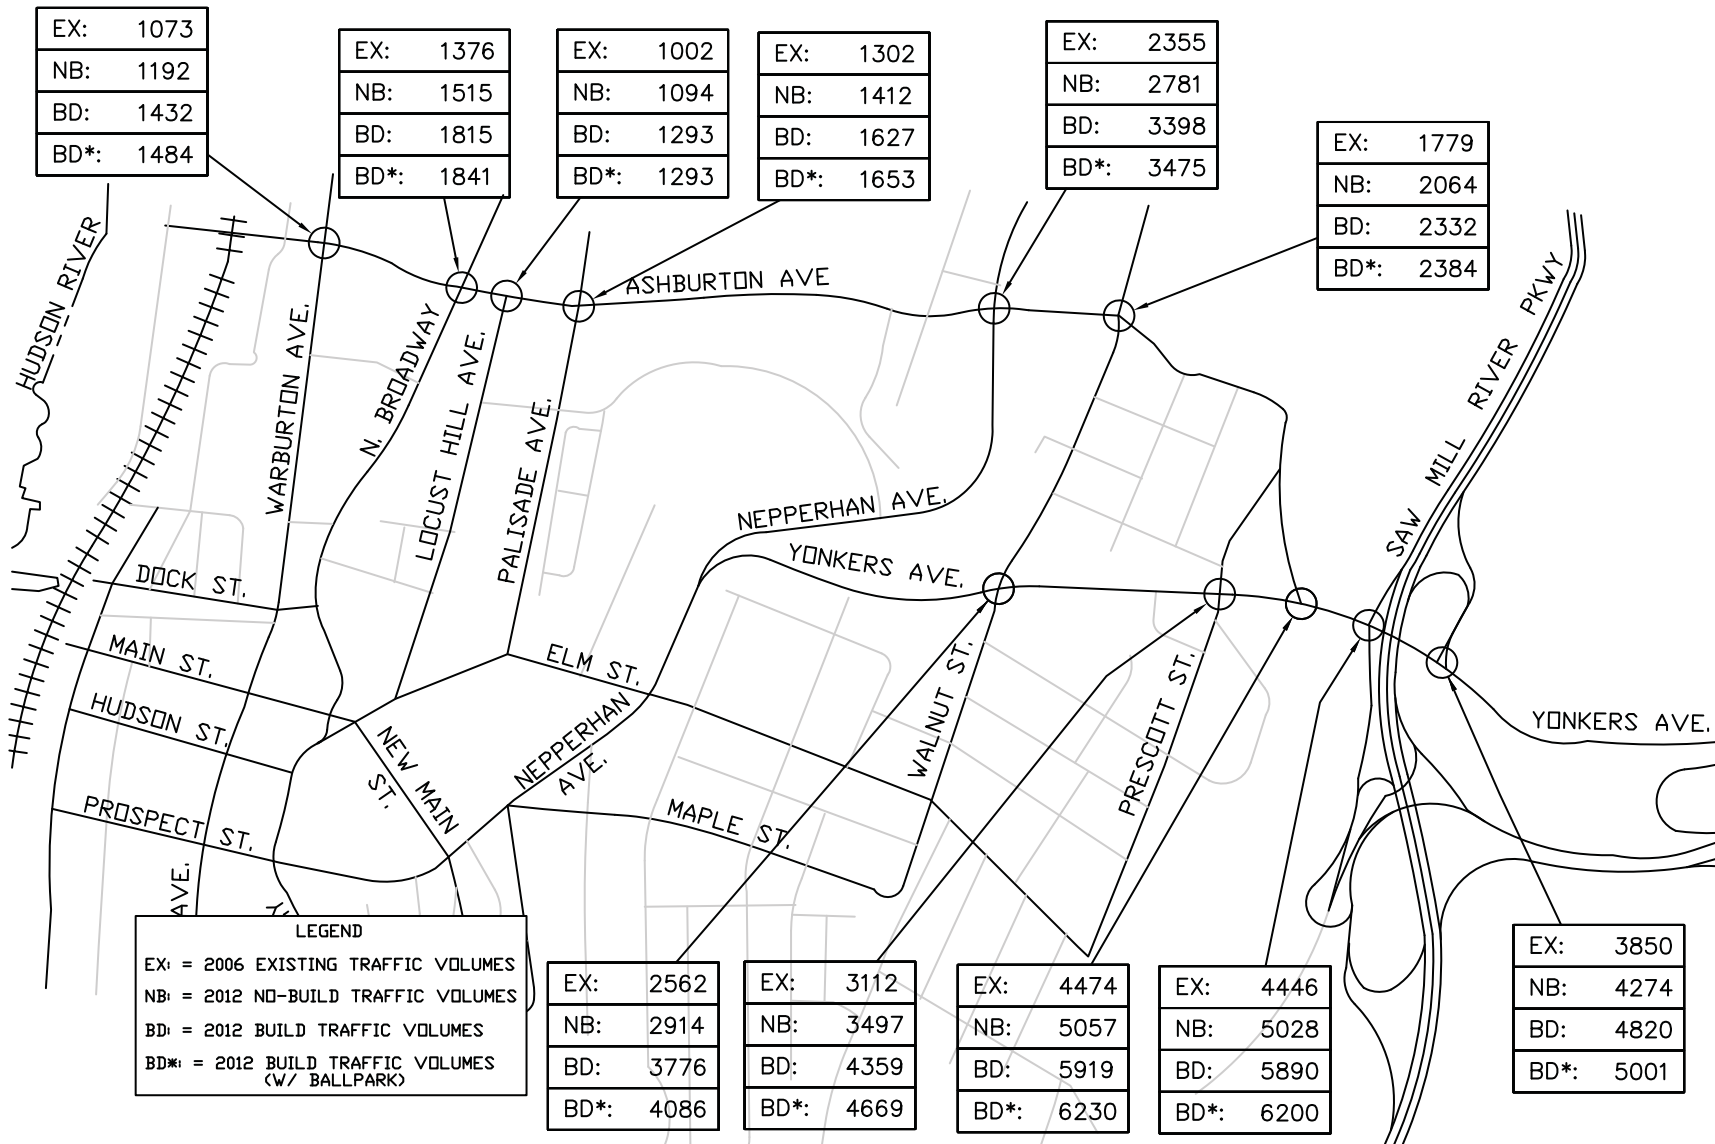 EX: 1073
NB: 1192
BD: 1432
BD*: 1484
EX: 1376
NB: 1515
BD: 1815
BD*: 1841
EX: 1002
NB: 1094
BD: 1293
BD*: 1293
EX: 1302
NB: 1412
BD: 1627
BD*: 1653
EX: 2355
NB: 2781
BD: 3398
BD*: 3475
EX: 1779
NB: 2064
BD: 2332
BD*: 2384
HUDSON RIVER
WARBURTON AVE.
N. BROADWAY
LOCUST HILL AVE.
PALISADE AVE.
ASHBURTON AVE
NEPPERHAN AVE.
YONKERS AVE.
SAW MILL RIVER PKWY
DOCK ST.
MAIN ST.
HUDSON ST.
PROSPECT ST.
ELM ST.
NEW MAIN
ST.
NEPPERHAN
AVE.
MAPLE ST.
WALNUT ST.
PRESCOTT ST.
YONKERS AVE.
AVE.
LEGEND
EX: = 2006 EXISTING TRAFFIC VOLUMES
NB: = 2012 NO-BUILD TRAFFIC VOLUMES
BD: = 2012 BUILD TRAFFIC VOLUMES
BD*: = 2012 BUILD TRAFFIC VOLUMES
(W/ BALLPARK)
EX: 2562
NB: 2914
BD: 3776
BD*: 4086
EX: 3112
NB: 3497
BD: 4359
BD*: 4669
EX: 4474
NB: 5057
BD: 5919
BD*: 6230
EX: 4446
NB: 5028
BD: 5890
BD*: 6200
EX: 3850
NB: 4274
BD: 4820
BD*: 5001